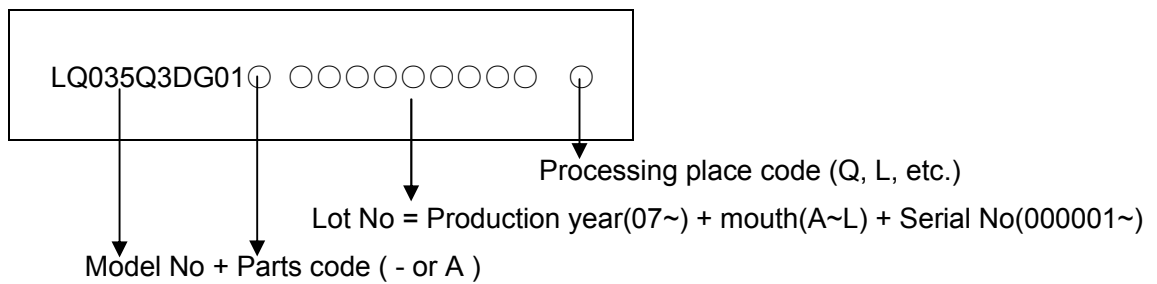 LQ035Q3DG01○ ○○○○○○○○○ ○
Processing place code (Q, L, etc.)
Lot No = Production year(07~) + mouth(A~L) + Serial No(000001~)
Model No + Parts code ( - or A )